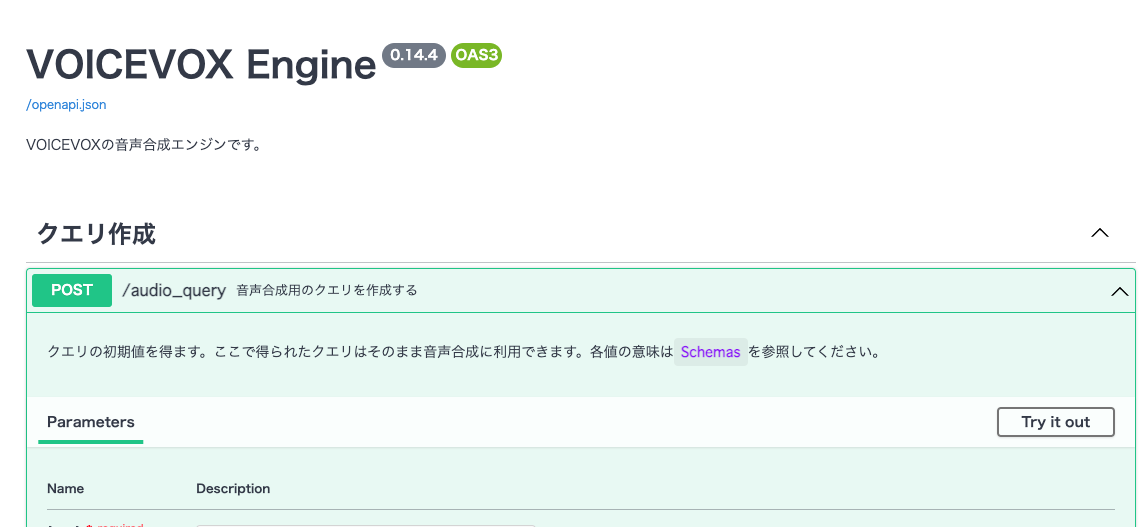 VOICEVOX Engine 0.14.4 OAS3
/openapi.json
VOICEVOXの音声合成エンジンです。
クエリ作成
POST /audio_query 音声合成用のクエリを作成する
クエリの初期値を得ます。ここで得られたクエリはそのまま音声合成に利用できます。各値の意味は Schemas を参照してください。
Parameters Try it out
Name Description